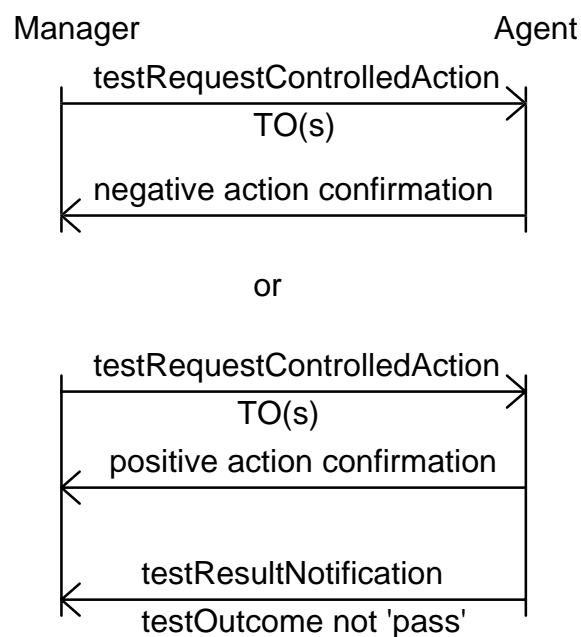 Manager Agent
testRequestControlledAction
TO(s)
negative action confirmation
or
testRequestControlledAction
TO(s)
positive action confirmation
testResultNotification
testOutcome not 'pass'